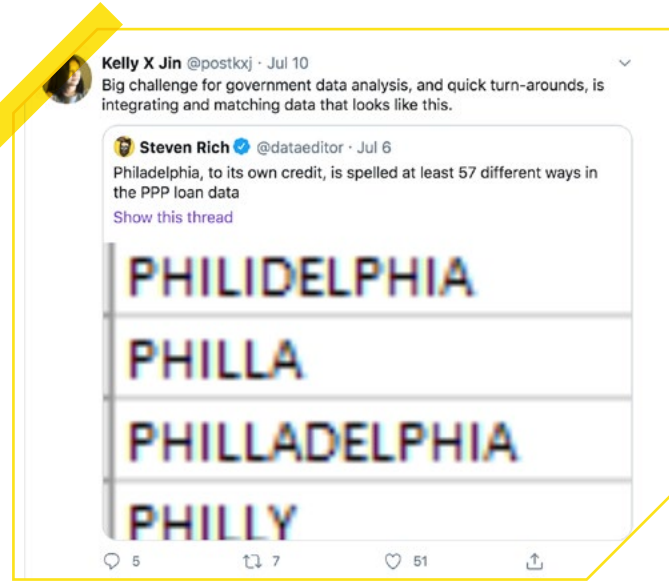 Kelly X Jin @postkxj · Jul 10
Big challenge for government data analysis, and quick turn-arounds, is
integrating and matching data that looks like this.
Steven Rich @dataeditor · Jul 6
Philadelphia, to its own credit, is spelled at least 57 different ways in
the PPP loan data
Show this thread
PHILIDELPHIA
PHILLA
PHILLADELPHIA
PHILLY
5 7 51